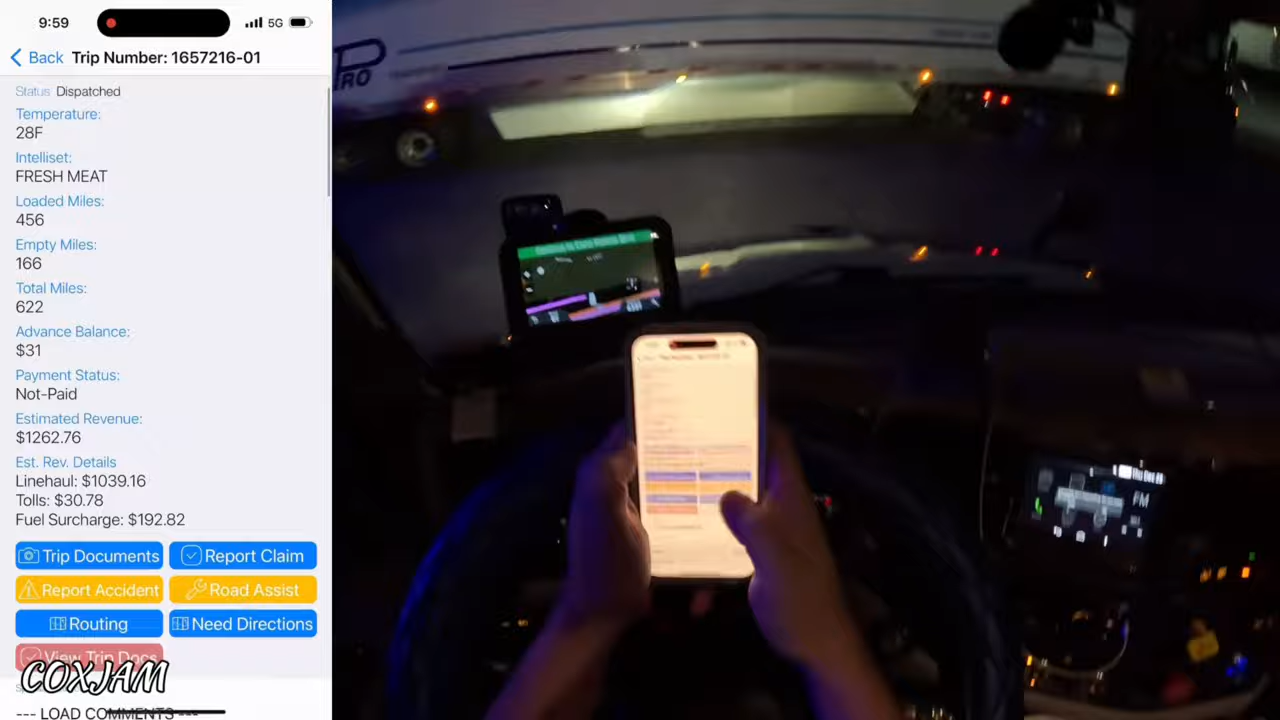 9:59
5G
Back Trip Number: 1657216-01
Status Dispatched
Temperature:
28F
Intelliset:
FRESH MEAT
Loaded Miles:
456
Empty Miles:
166
Total Miles:
622
Advance Balance:
$31
Payment Status:
Not-Paid
Estimated Revenue:
$1262.76
Est. Rev. Details
Linehaul: $1039.16
Tolls: $30.78
Fuel Surcharge: $192.82
Trip Documents Report Claim
Report Accident Road Assist
Routing Need Directions
View Trip Docs
COXJAM
--- LOAD COMMENTS ---
PRO
FM